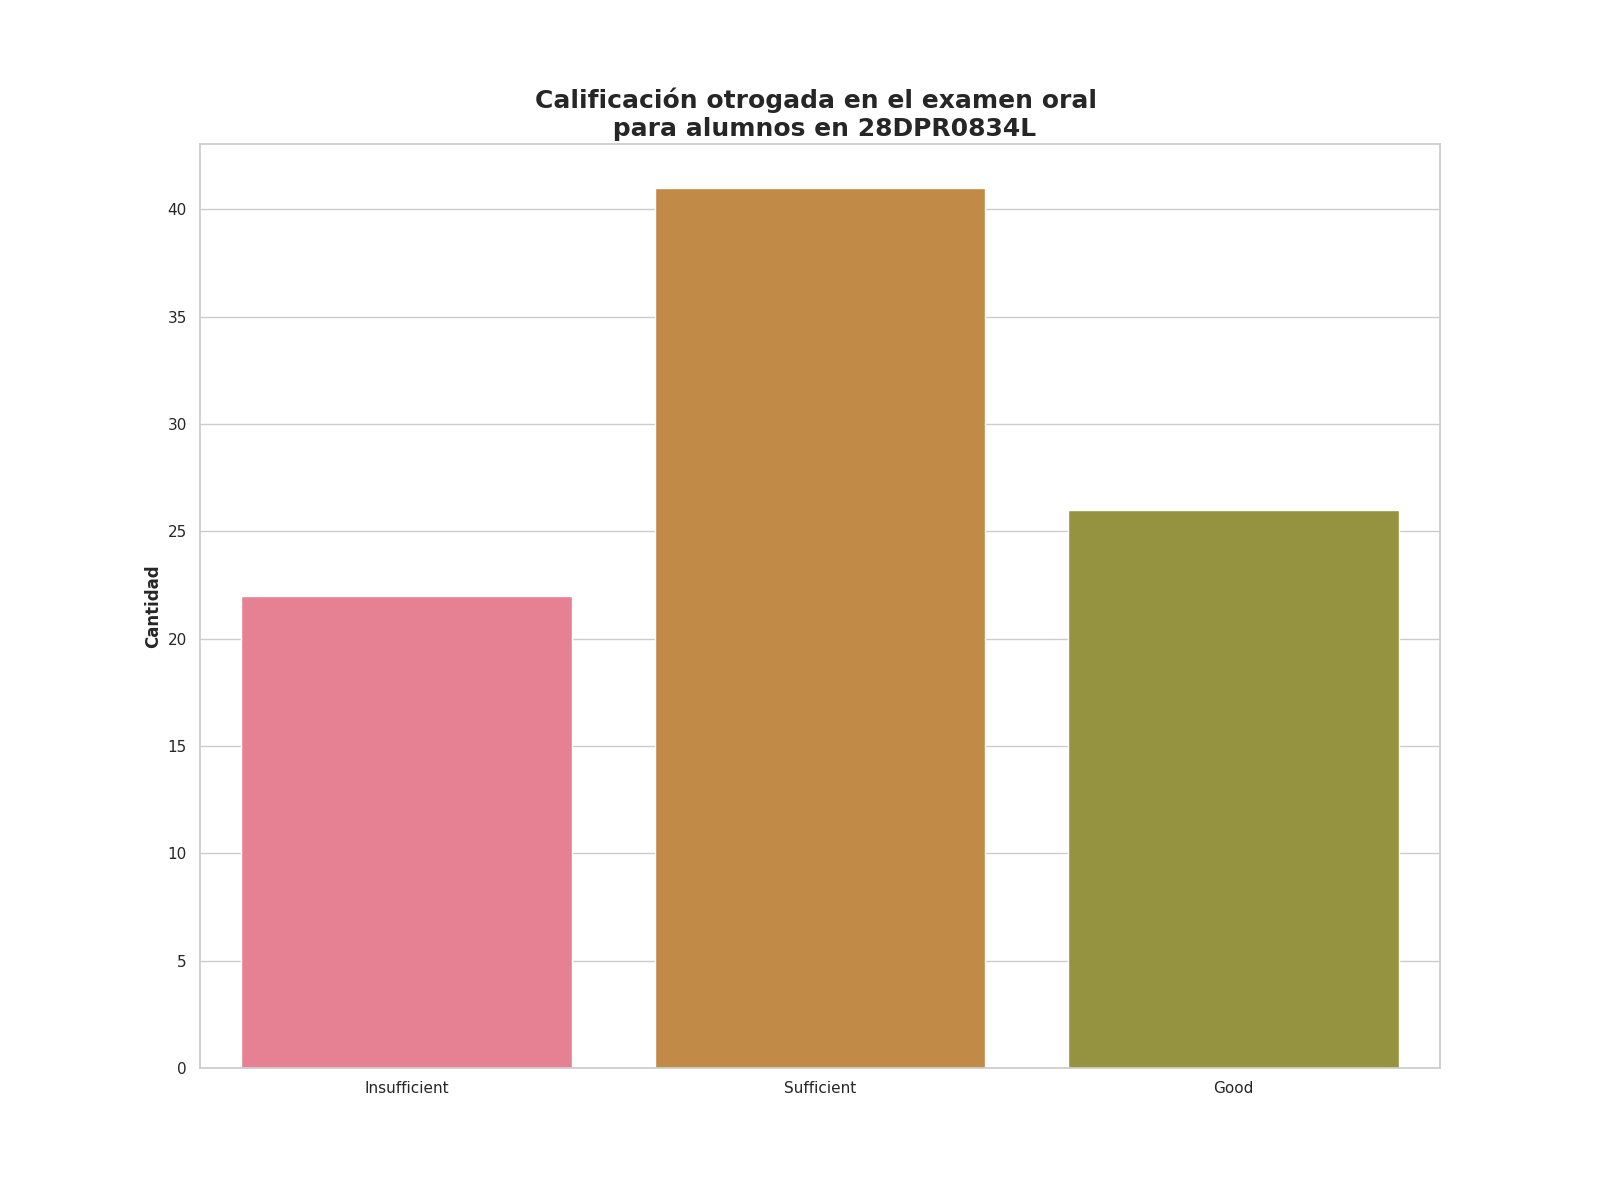 Calificación otrogada en el examen oral
para alumnos en 28DPR0834L
Cantidad
40
35
30
25
20
15
10
5
0
Insufficient
Sufficient
Good